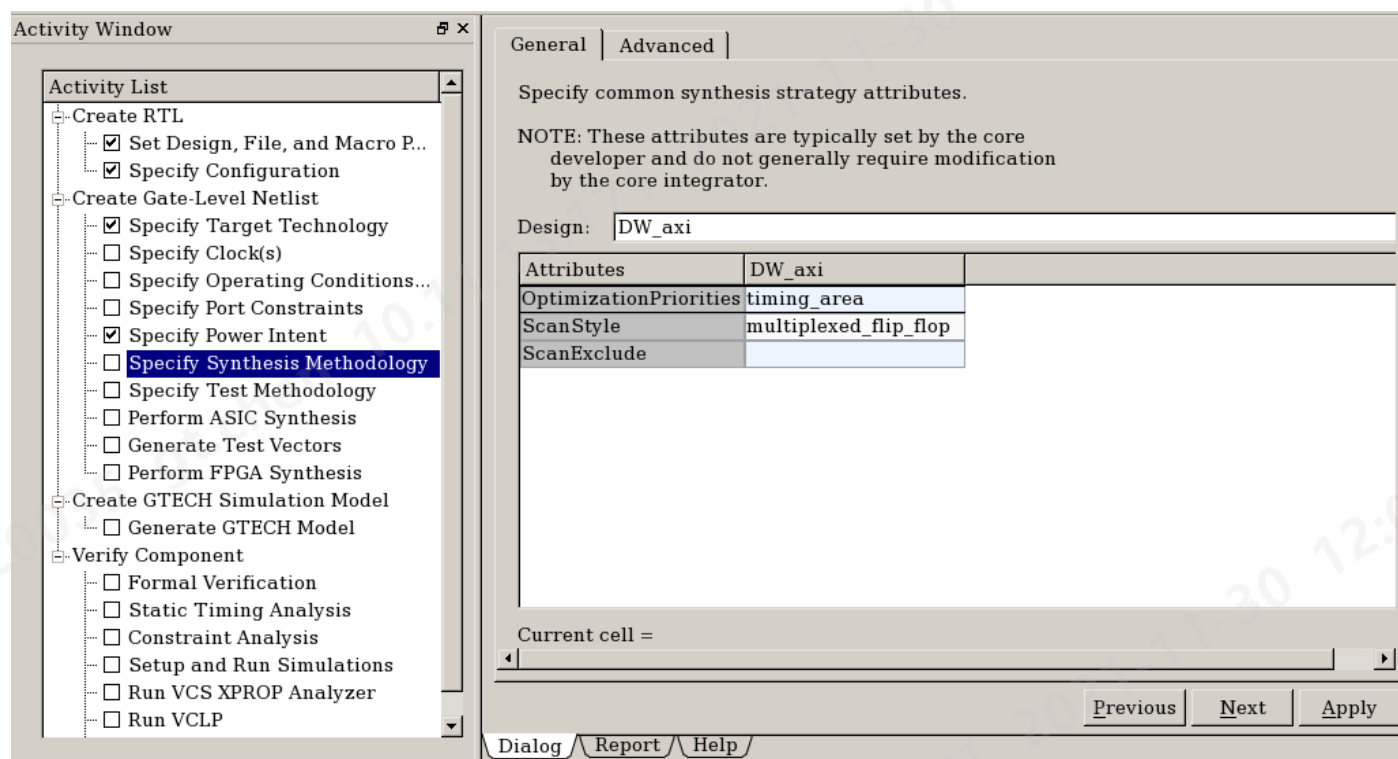 Activity Window
Activity List
Create RTL
Set Design, File, and Macro P...
Specify Configuration
Create Gate-Level Netlist
Specify Target Technology
Specify Clock(s)
Specify Operating Conditions...
Specify Port Constraints
Specify Power Intent
Specify Synthesis Methodology
Specify Test Methodology
Perform ASIC Synthesis
Generate Test Vectors
Perform FPGA Synthesis
Create GTECH Simulation Model
Generate GTECH Model
Verify Component
Formal Verification
Static Timing Analysis
Constraint Analysis
Setup and Run Simulations
Run VCS XPROP Analyzer
Run VCLP
General Advanced
Specify common synthesis strategy attributes.
NOTE: These attributes are typically set by the core
developer and do not generally require modification
by the core integrator.
Design: DW_axi
Attributes DW_axi
OptimizationPriorities timing_area
ScanStyle multiplexed_flip_flop
ScanExclude
Current cell =
Previous Next Apply
Dialog Report Help